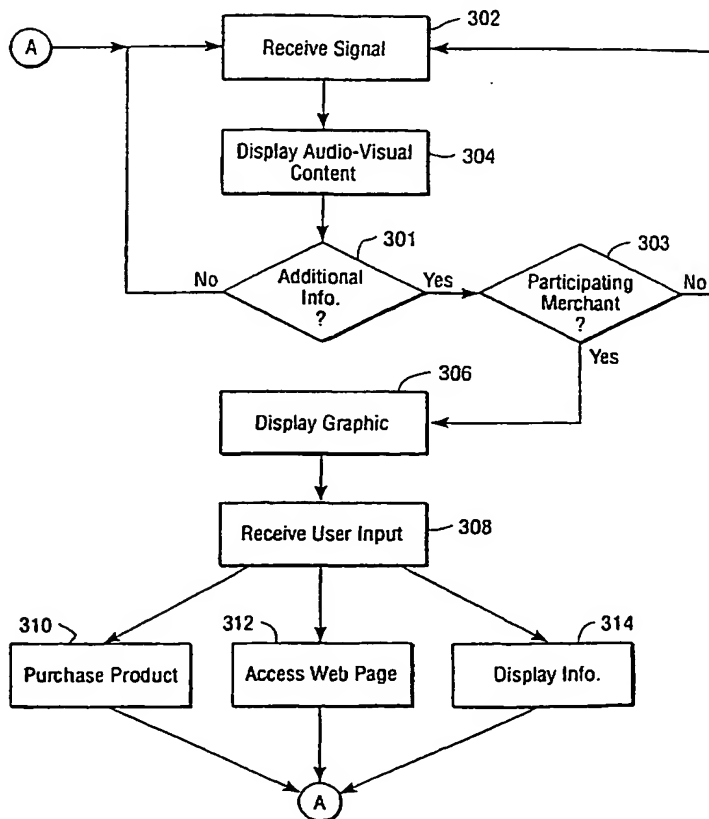 302
A
Receive Signal
Display Audio-Visual
Content
304
301
303
No
Additional
Info.
?
Yes
Participating
Merchant
?
No
Yes
306
Display Graphic
Receive User Input
308
310
312
314
Purchase Product
Access Web Page
Display Info.
A